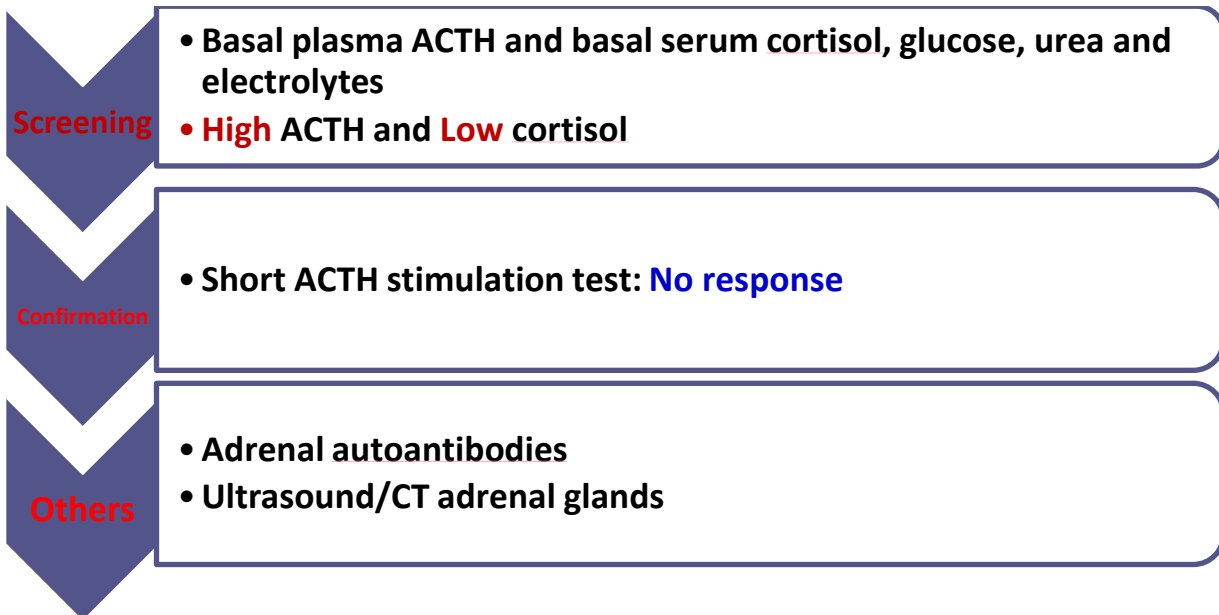 Screening
• Basal plasma ACTH and basal serum cortisol, glucose, urea and
electrolytes
• High ACTH and Low cortisol
Confirmation
• Short ACTH stimulation test: No response
Others
• Adrenal autoantibodies
• Ultrasound/CT adrenal glands